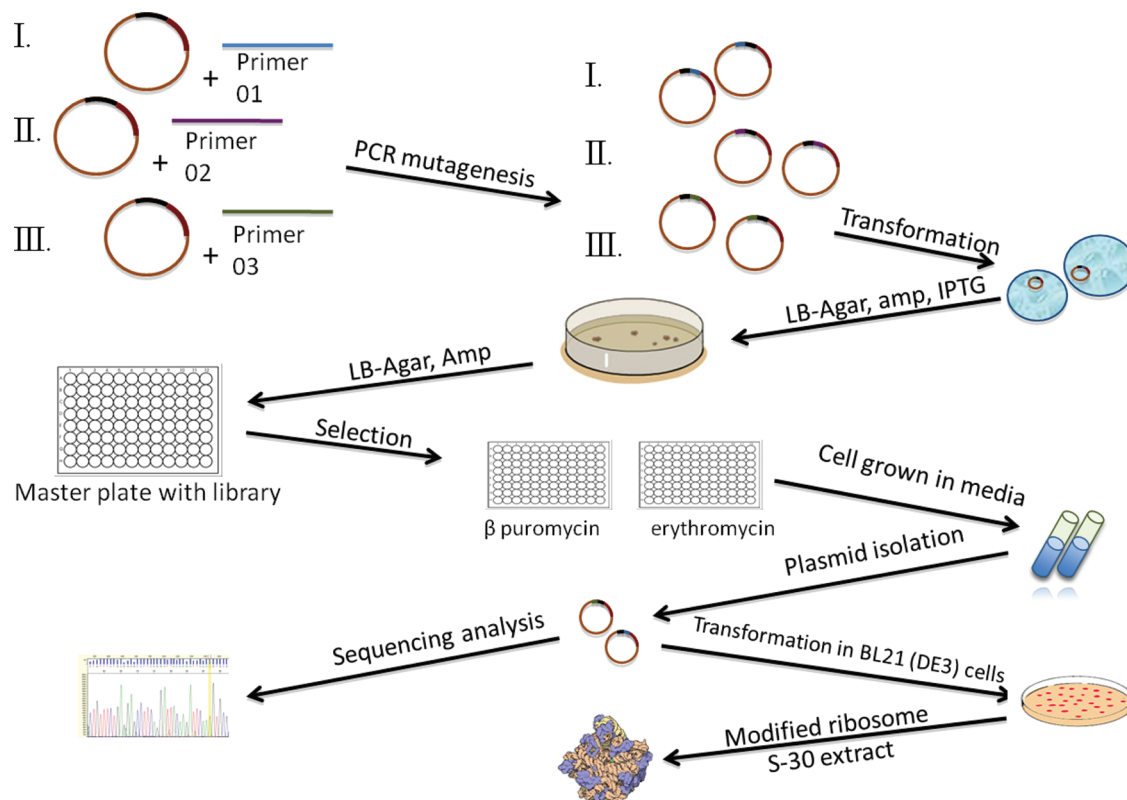 I.
+
Primer
01
II.
+
Primer
02
III.
+
Primer
03
PCR mutagenesis
I.
II.
III.
Transformation
LB-Agar, amp, IPTG
LB-Agar, Amp
Master plate with library
Selection
β puromycin
erythromycin
Cell grown in media
Plasmid isolation
Sequencing analysis
Transformation in BL21 (DE3) cells
Modified ribosome
S-30 extract